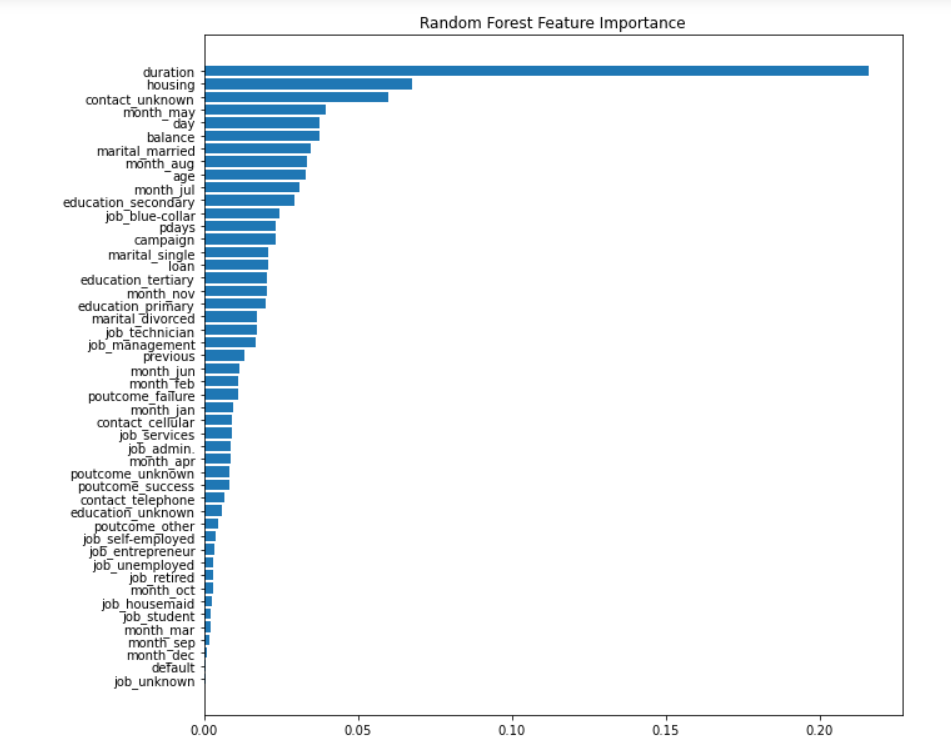 Random Forest Feature Importance
duration
housing
contact_unknown
month_may
day
balance
marital_married
month_aug
age
month_jul
education_secondary
job_blue-collar
pdays
campaign
marital_single
loan
education_tertiary
month_nov
education_primary
marital_divorced
job_technician
job_management
previous
month_jun
month_feb
poutcome_failure
month_jan
contact_cellular
job_services
job_admin.
month_apr
poutcome_unknown
poutcome_success
contact_telephone
education_unknown
poutcome_other
job_self-employed
job_entrepreneur
job_unemployed
job_retired
month_oct
job_housemaid
job_student
month_mar
month_sep
month_dec
default
job_unknown
0.00 0.05 0.10 0.15 0.20